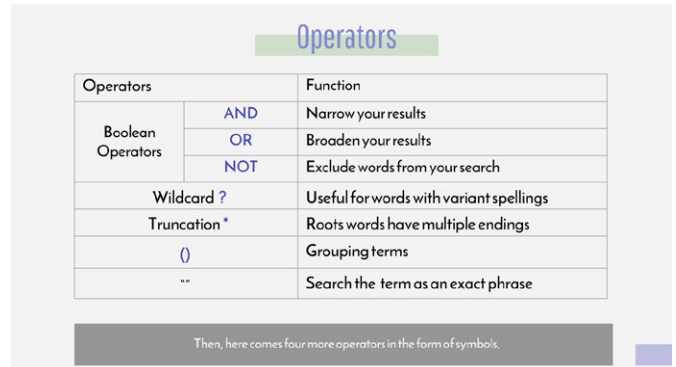 Operators
Operators Function
AND Narrow your results
Boolean Operators
OR Broaden your results
NOT Exclude words from your search
Wildcard ? Useful for words with variant spellings
Truncation * Roots words have multiple endings
() Grouping terms
"" Search the term as an exact phrase
Then, here comes four more operators in the form of symbols,